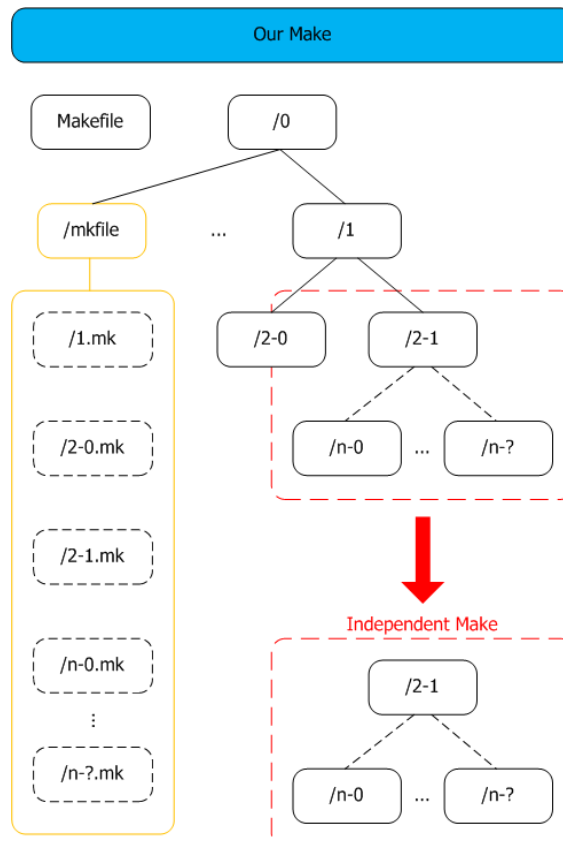 Our Make
Makefile
/0
/mkfile
...
/1
/1.mk
/2-0
/2-1
/2-0.mk
/n-0
...
/n-?
/2-1.mk
Independent Make
/n-0.mk
/2-1
...
/n-?.mk
/n-0
...
/n-?